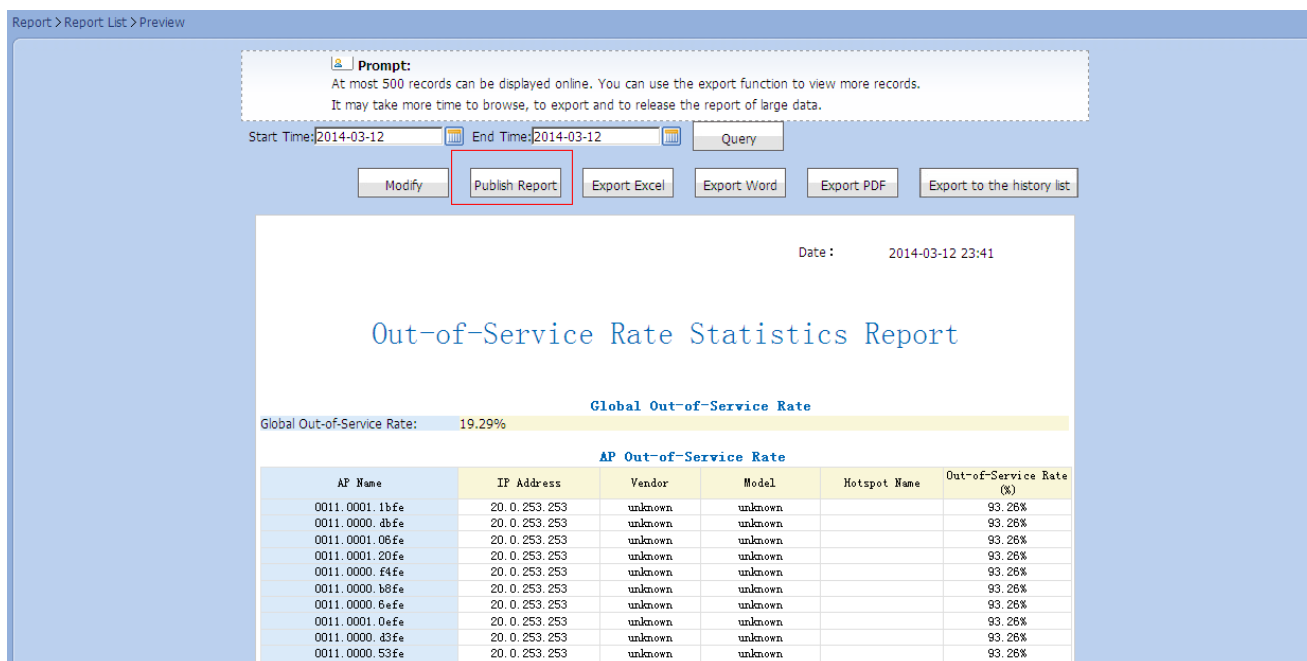 Report > Report List > Preview
Prompt:
At most 500 records can be displayed online. You can use the export function to view more records.
It may take more time to browse, to export and to release the report of large data.
Start Time: 2014-03-12 End Time: 2014-03-12 Query
Modify Publish Report Export Excel Export Word Export PDF Export to the history list
Date： 2014-03-12 23:41
Out-of-Service Rate Statistics Report
Global Out-of-Service Rate
Global Out-of-Service Rate: 19.29%
AP Out-of-Service Rate
AP Name IP Address Vendor Model Hotspot Name Out-of-Service Rate (%)
0011.0001.1bfe 20.0.253.253 unknown unknown 93.26%
0011.0000.dbfe 20.0.253.253 unknown unknown 93.26%
0011.0001.06fe 20.0.253.253 unknown unknown 93.26%
0011.0001.20fe 20.0.253.253 unknown unknown 93.26%
0011.0000.f4fe 20.0.253.253 unknown unknown 93.26%
0011.0000.b8fe 20.0.253.253 unknown unknown 93.26%
0011.0000.6efe 20.0.253.253 unknown unknown 93.26%
0011.0001.0efe 20.0.253.253 unknown unknown 93.26%
0011.0000.d3fe 20.0.253.253 unknown unknown 93.26%
0011.0000.53fe 20.0.253.253 unknown unknown 93.26%